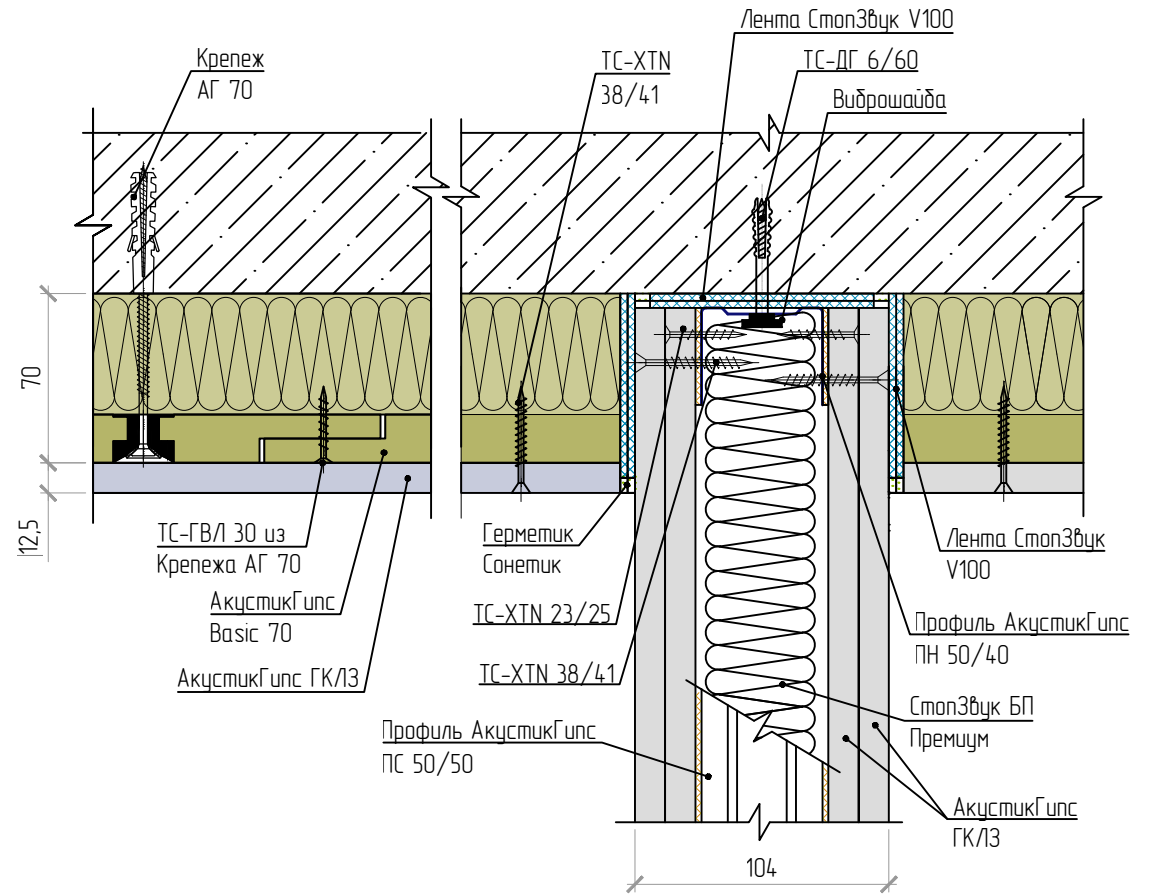 Лента СтопЗвук V100
Крепеж
АГ 70
ТС-XTN
38/41
ТС-ДГ 6/60
Виброшайба
70
12,5
ТС-ГВЛ 30 из
Крепежа АГ 70
Герметик
Сонетик
Лента СтопЗвук
V100
АкустикГипс
Basic 70
ТС-XTN 23/25
Профиль АкустикГипс
ПН 50/40
АкустикГипс ГКЛЗ
ТС-XTN 38/41
СтопЗвук БП
Премиум
Профиль АкустикГипс
ПС 50/50
АкустикГипс
ГКЛЗ
104